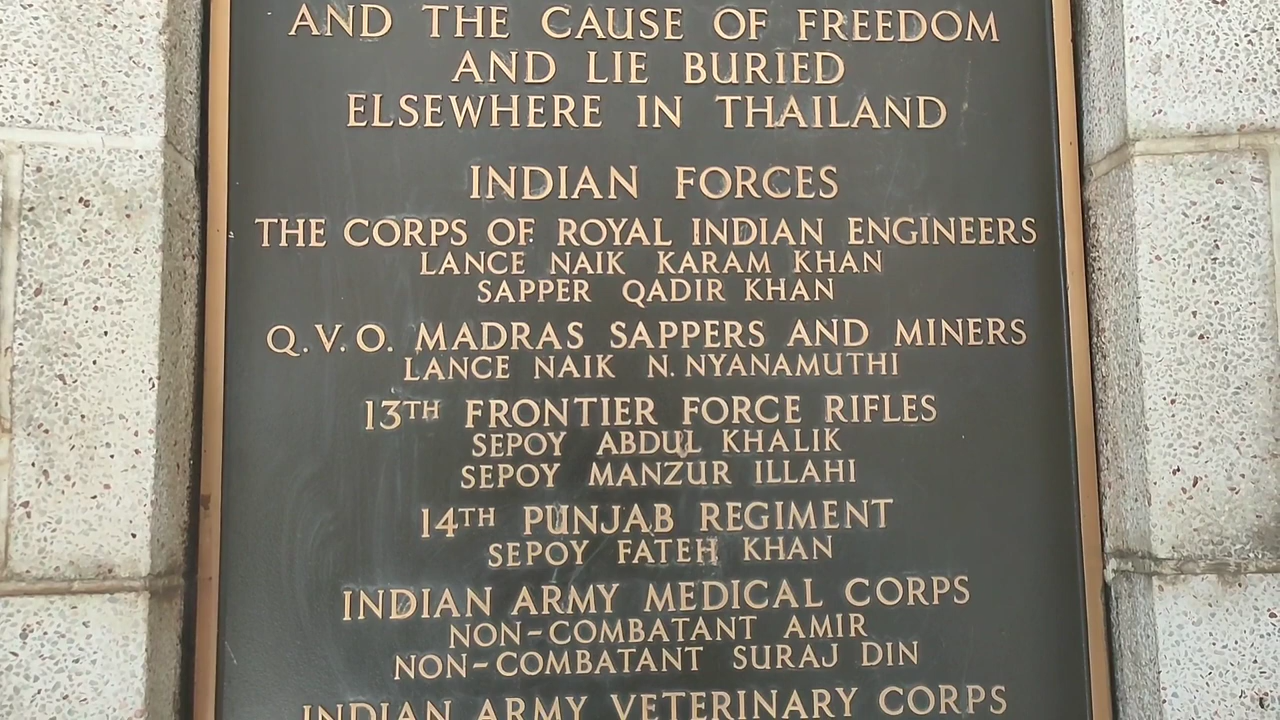 AND THE CAUSE OF FREEDOM
AND LIE BURIED
ELSEWHERE IN THAILAND
INDIAN FORCES
THE CORPS OF ROYAL INDIAN ENGINEERS
LANCE NAIK KARAM KHAN
SAPPER QADIR KHAN
Q.V.O. MADRAS SAPPERS AND MINERS
LANCE NAIK N. NYANAMUTHI
13TH FRONTIER FORCE RIFLES
SEPOY ABDUL KHALIK
SEPOY MANZUR ILLAHI
14TH PUNJAB REGIMENT
SEPOY FATEH KHAN
INDIAN ARMY MEDICAL CORPS
NON-COMBATANT AMIR
NON-COMBATANT SURAJ DIN
INDIAN ARMY VETERINARY CORPS